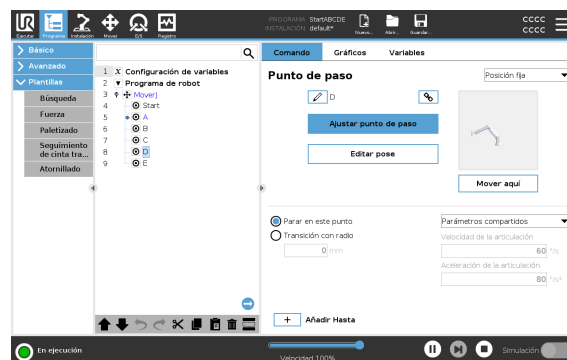 PROGRAMA StartABCDE
INSTALACIÓN default*
CCCC
CCCC
Ejecutar Programa Instalación Mover E/S Registro Nuevo... Abrir... Guardar...
Básico
Avanzado
Plantillas
Búsqueda
Fuerza
Paletizado
Seguimiento
de cinta tra...
Atornillado
1 X Configuración de variables
2 Programa de robot
3 MoverJ
4 Start
5 A
6 B
7 C
8 D
9 E
Comando Gráficos Variables
Punto de paso
Posición fija
D
Ajustar punto de paso
Editar pose
Mover aquí
Parar en este punto
Transición con radio
0 mm
Parámetros compartidos
Velocidad de la articulación
60 °/s
Aceleración de la articulación
80 °/s²
+ Añadir Hasta
En ejecución
Velocidad 100%
Simulación